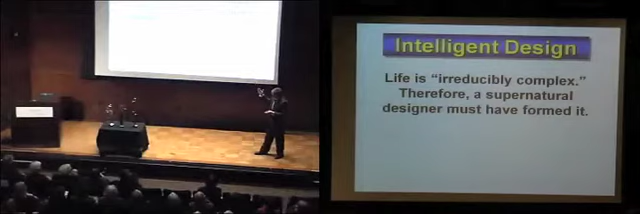 Intelligent Design
Life is “irreducibly complex.”
Therefore, a supernatural
designer must have formed it.